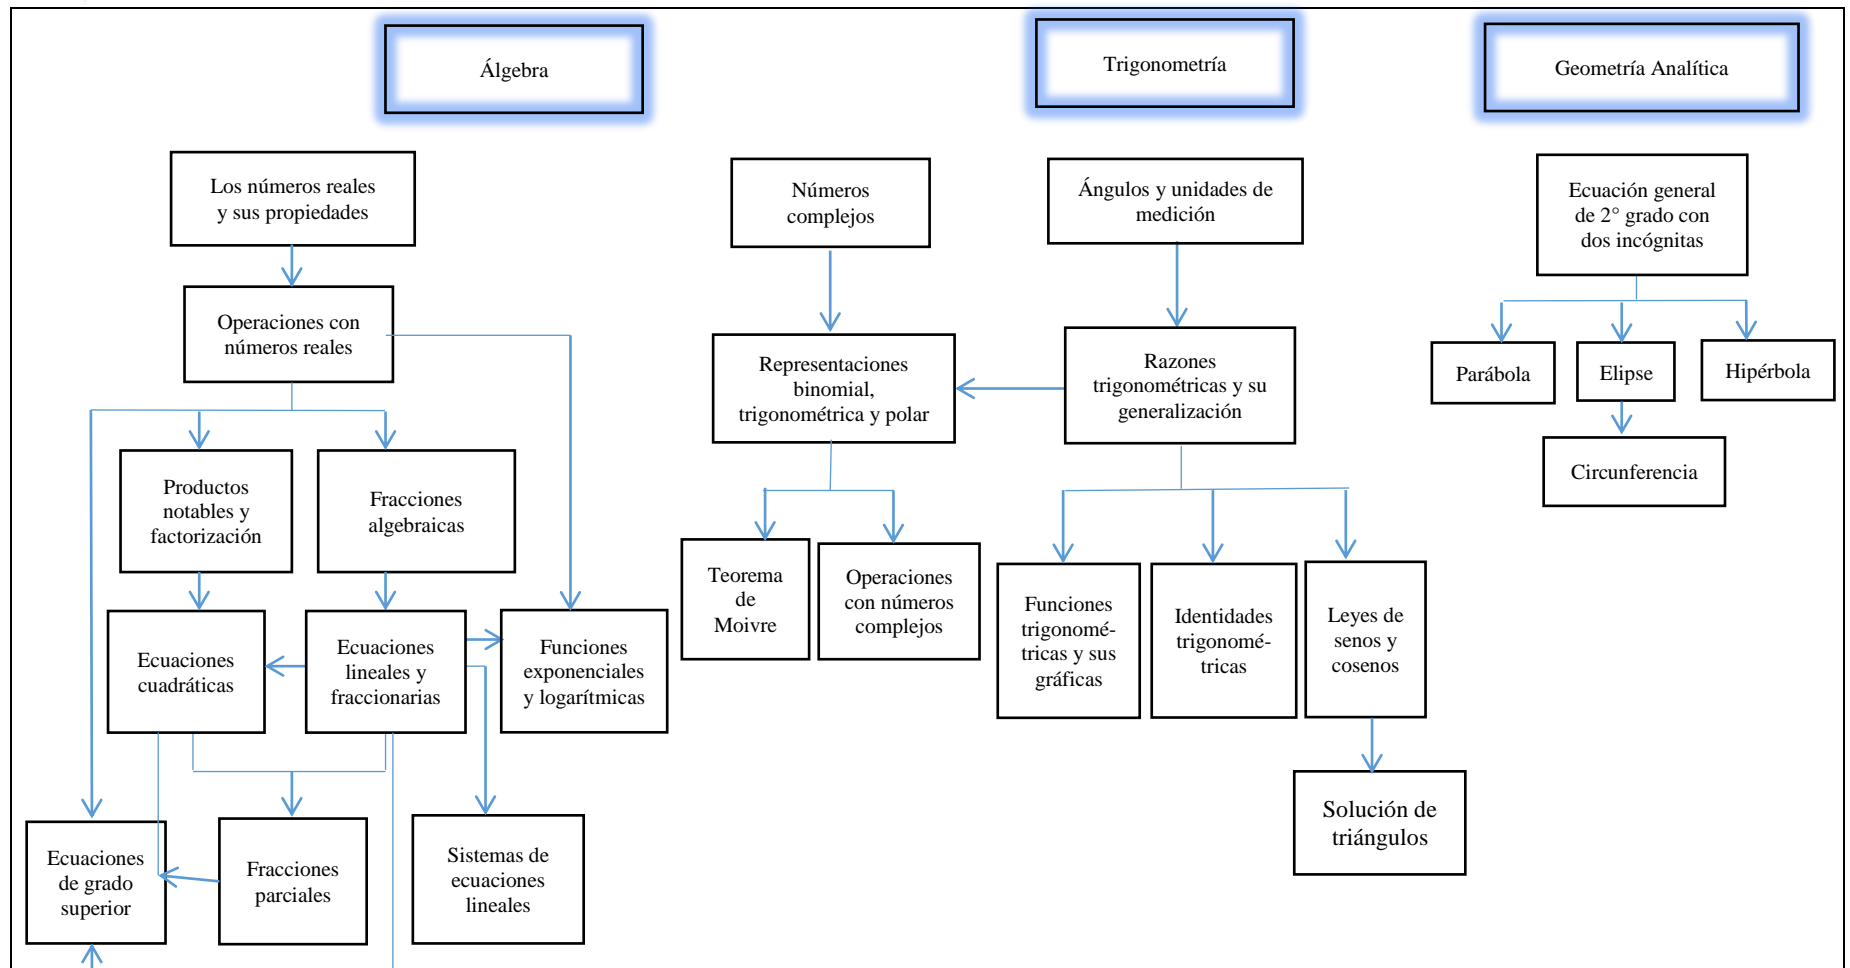 Álgebra
Trigonometría
Geometría Analítica
Los números reales
y sus propiedades
Números
complejos
Ángulos y unidades de
medición
Ecuación general
de 2° grado con
dos incógnitas
Operaciones con
números reales
Representaciones
binomial,
trigonométrica y polar
Razones
trigonométricas y su
generalización
Parábola
Elipse
Hipérbola
Circunferencia
Productos
notables y
factorización
Fracciones
algebraicas
Teorema
de
Moivre
Operaciones
con números
complejos
Funciones
trigonomé-
tricas y sus
gráficas
Identidades
trigonomé-
tricas
Leyes de
senos y
cosenos
Ecuaciones
cuadráticas
Ecuaciones
lineales y
fraccionarias
Funciones
exponenciales
y logarítmicas
Solución de
triángulos
Ecuaciones
de grado
superior
Fracciones
parciales
Sistemas de
ecuaciones
lineales